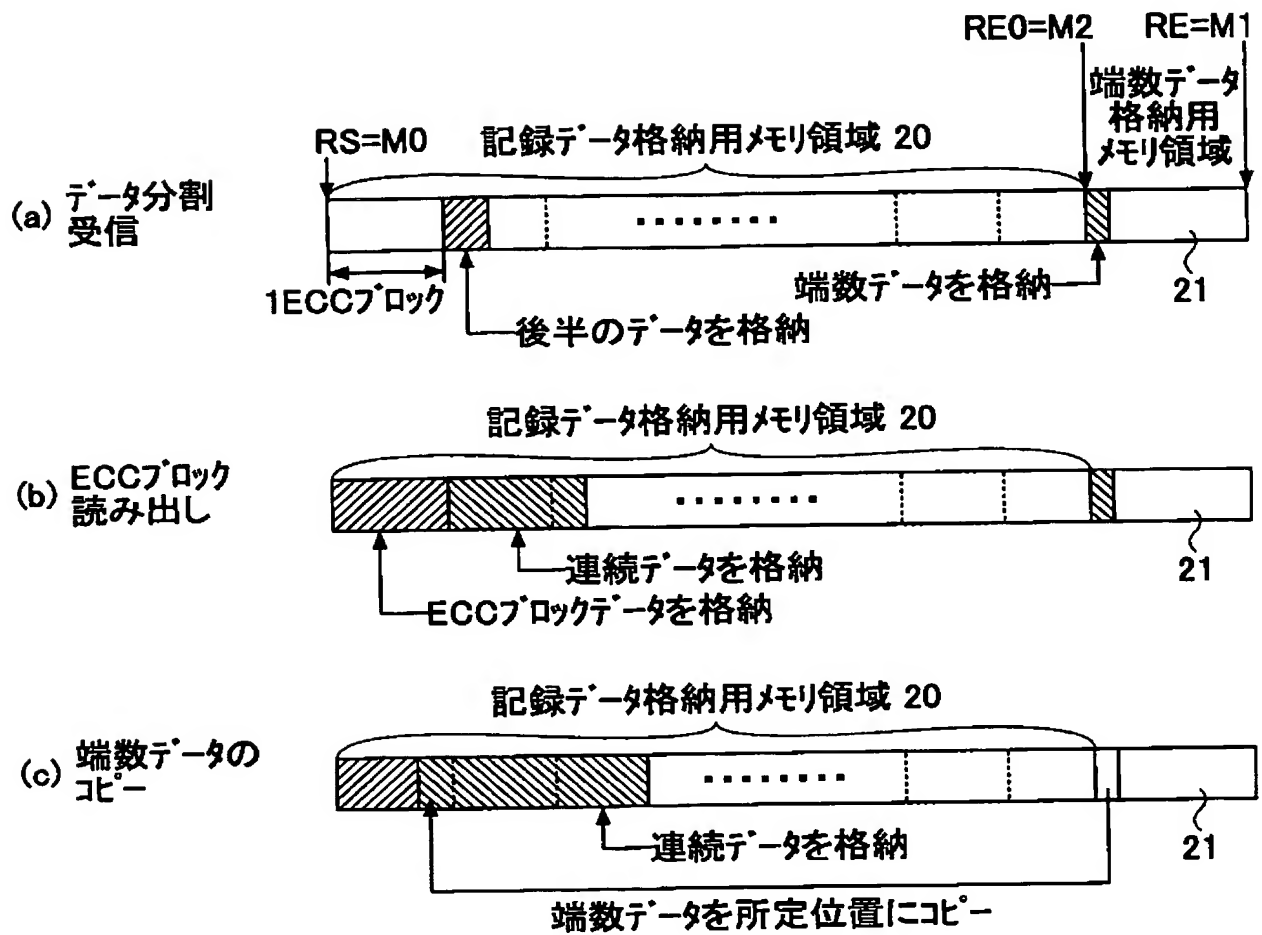 RE0=M2 RE=M1
端数データ
格納用
メモリ領域
RS=M0
記録データ格納用メモリ領域 20
(a) データ分割
受信
1ECCブロック
端数データを格納
21
後半のデータを格納
記録データ格納用メモリ領域 20
(b) ECCブロック
読み出し
連続データを格納
21
ECCブロックデータを格納
記録データ格納用メモリ領域 20
(c) 端数データの
コピー
連続データを格納
21
端数データを所定位置にコピー